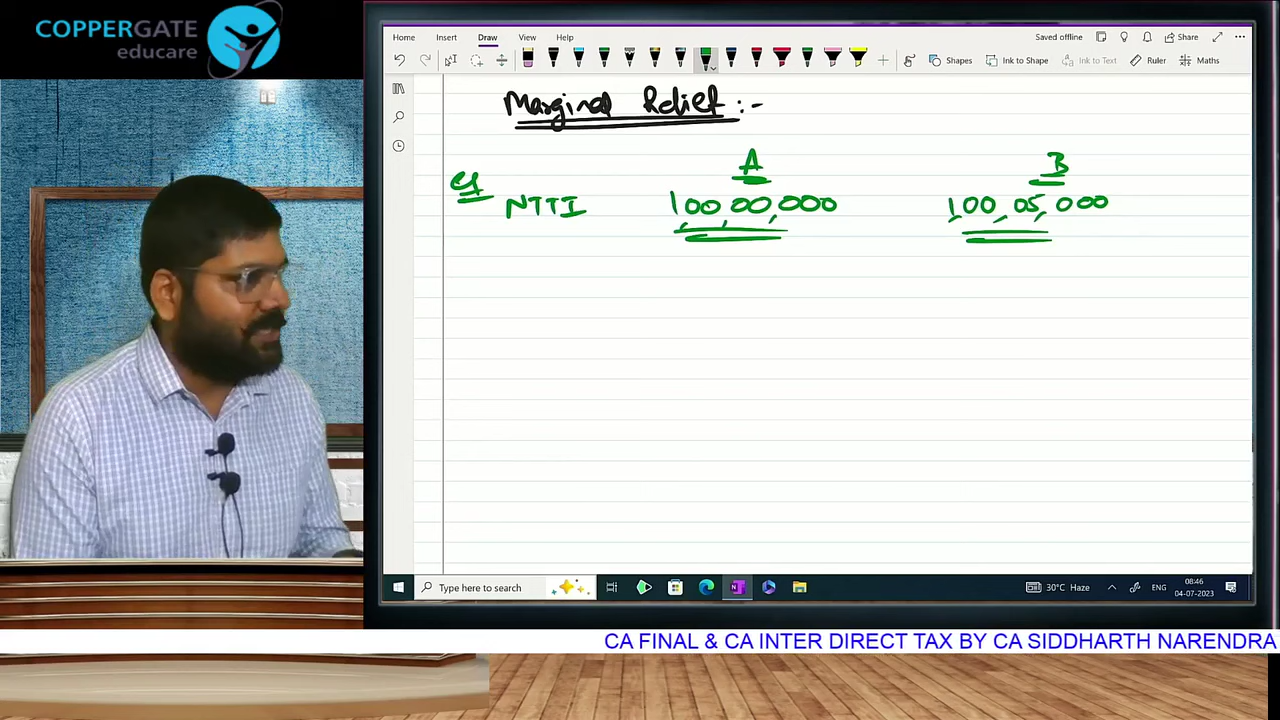 COPPERGATE
educare
Home Insert Draw View Help
Saved offline
Share
Shapes
Ink to Shape
Ink to Text
Ruler
Maths
Marginal Relief :-
A B
eg NTTI 100,00,000 1,00,05,000
Type here to search
30°C Haze
ENG
08:46
04-07-2023
CA FINAL & CA INTER DIRECT TAX BY CA SIDDHARTH NARENDRA